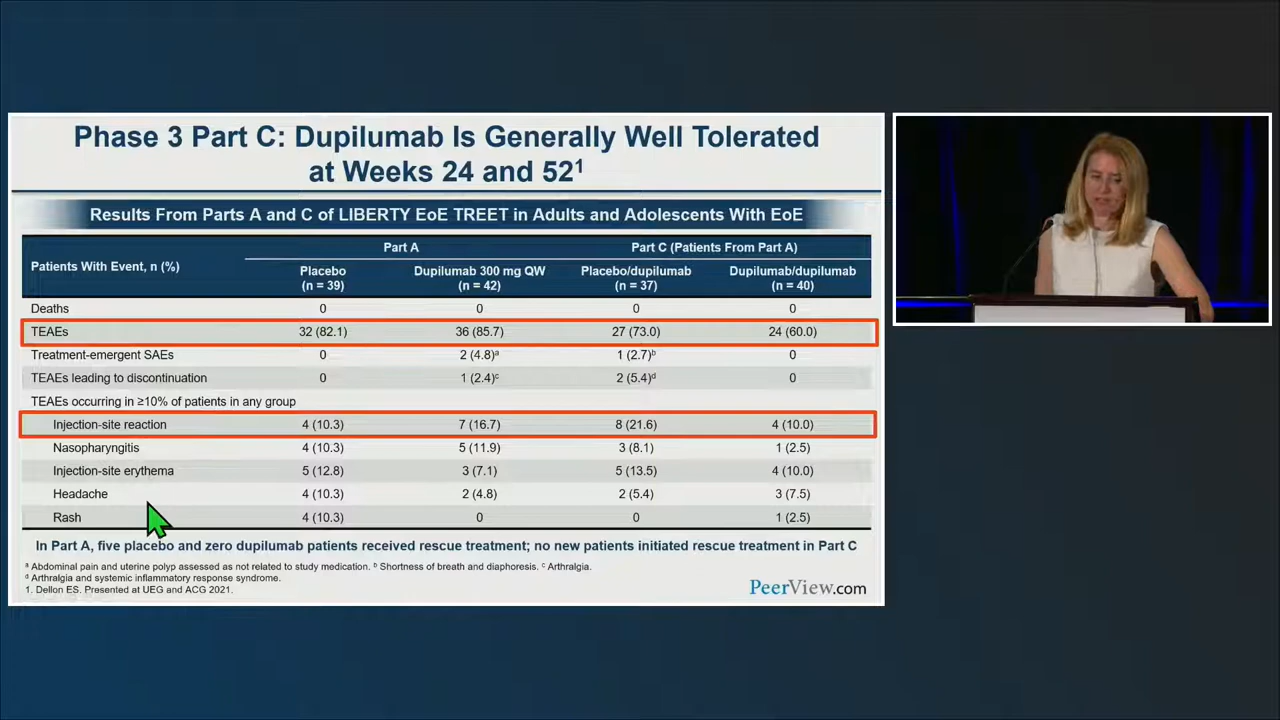 Phase 3 Part C: Dupilumab Is Generally Well Tolerated
at Weeks 24 and 52¹
Results From Parts A and C of LIBERTY EoE TREET in Adults and Adolescents With EoE
Patients With Event, n (%)
Part A
Part C (Patients From Part A)
Placebo
(n = 39)
Dupilumab 300 mg QW
(n = 42)
Placebo/dupilumab
(n = 37)
Dupilumab/dupilumab
(n = 40)
Deaths 0 0 0 0
TEAEs 32 (82.1) 36 (85.7) 27 (73.0) 24 (60.0)
Treatment-emergent SAEs 0 2 (4.8)ᵃ 1 (2.7)ᵇ 0
TEAEs leading to discontinuation 0 1 (2.4)ᶜ 2 (5.4)ᵈ 0
TEAEs occurring in ≥10% of patients in any group
Injection-site reaction 4 (10.3) 7 (16.7) 8 (21.6) 4 (10.0)
Nasopharyngitis 4 (10.3) 5 (11.9) 3 (8.1) 1 (2.5)
Injection-site erythema 5 (12.8) 3 (7.1) 5 (13.5) 4 (10.0)
Headache 4 (10.3) 2 (4.8) 2 (5.4) 3 (7.5)
Rash 4 (10.3) 0 0 1 (2.5)
In Part A, five placebo and zero dupilumab patients received rescue treatment; no new patients initiated rescue treatment in Part C
ᵃ Abdominal pain and uterine polyp assessed as not related to study medication. ᵇ Shortness of breath and diaphoresis. ᶜ Arthralgia.
ᵈ Arthralgia and systemic inflammatory response syndrome.
1. Dellon ES. Presented at UEG and ACG 2021.
PeerView.com